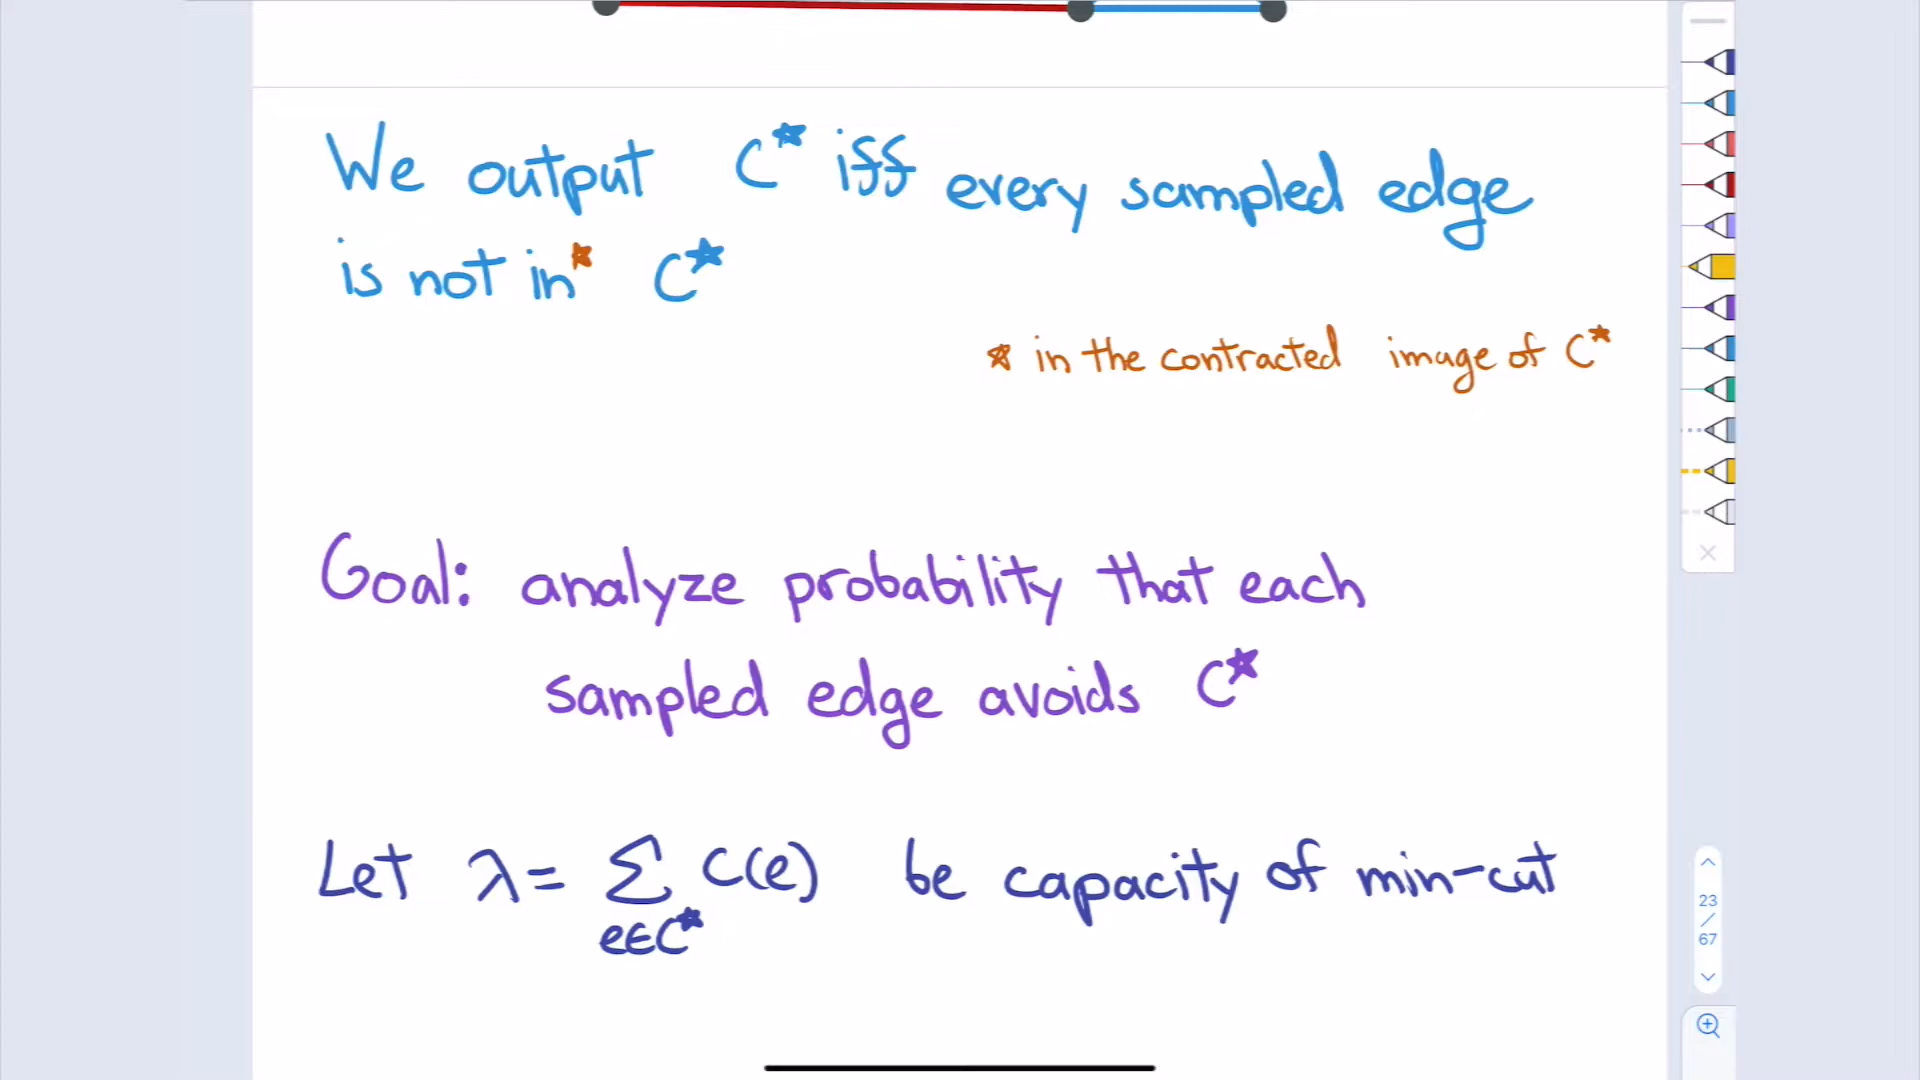 We output C* iff every sampled edge
is not in* C*
* in the contracted image of C*
Goal: analyze probability that each
sampled edge avoids C*
Let λ = Σ c(e) be capacity of min-cut
e∈C*
23
/
67